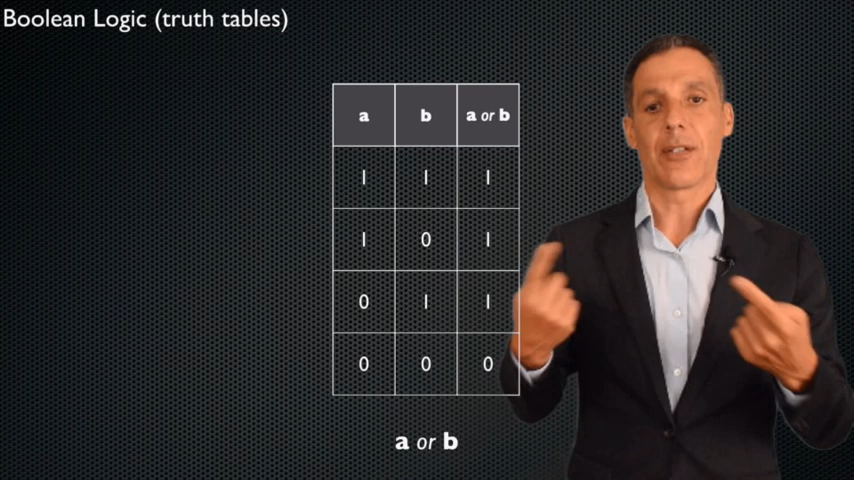 Boolean Logic (truth tables)
a b a or b
1 1 1
1 0 1
0 1 1
0 0 0
a or b